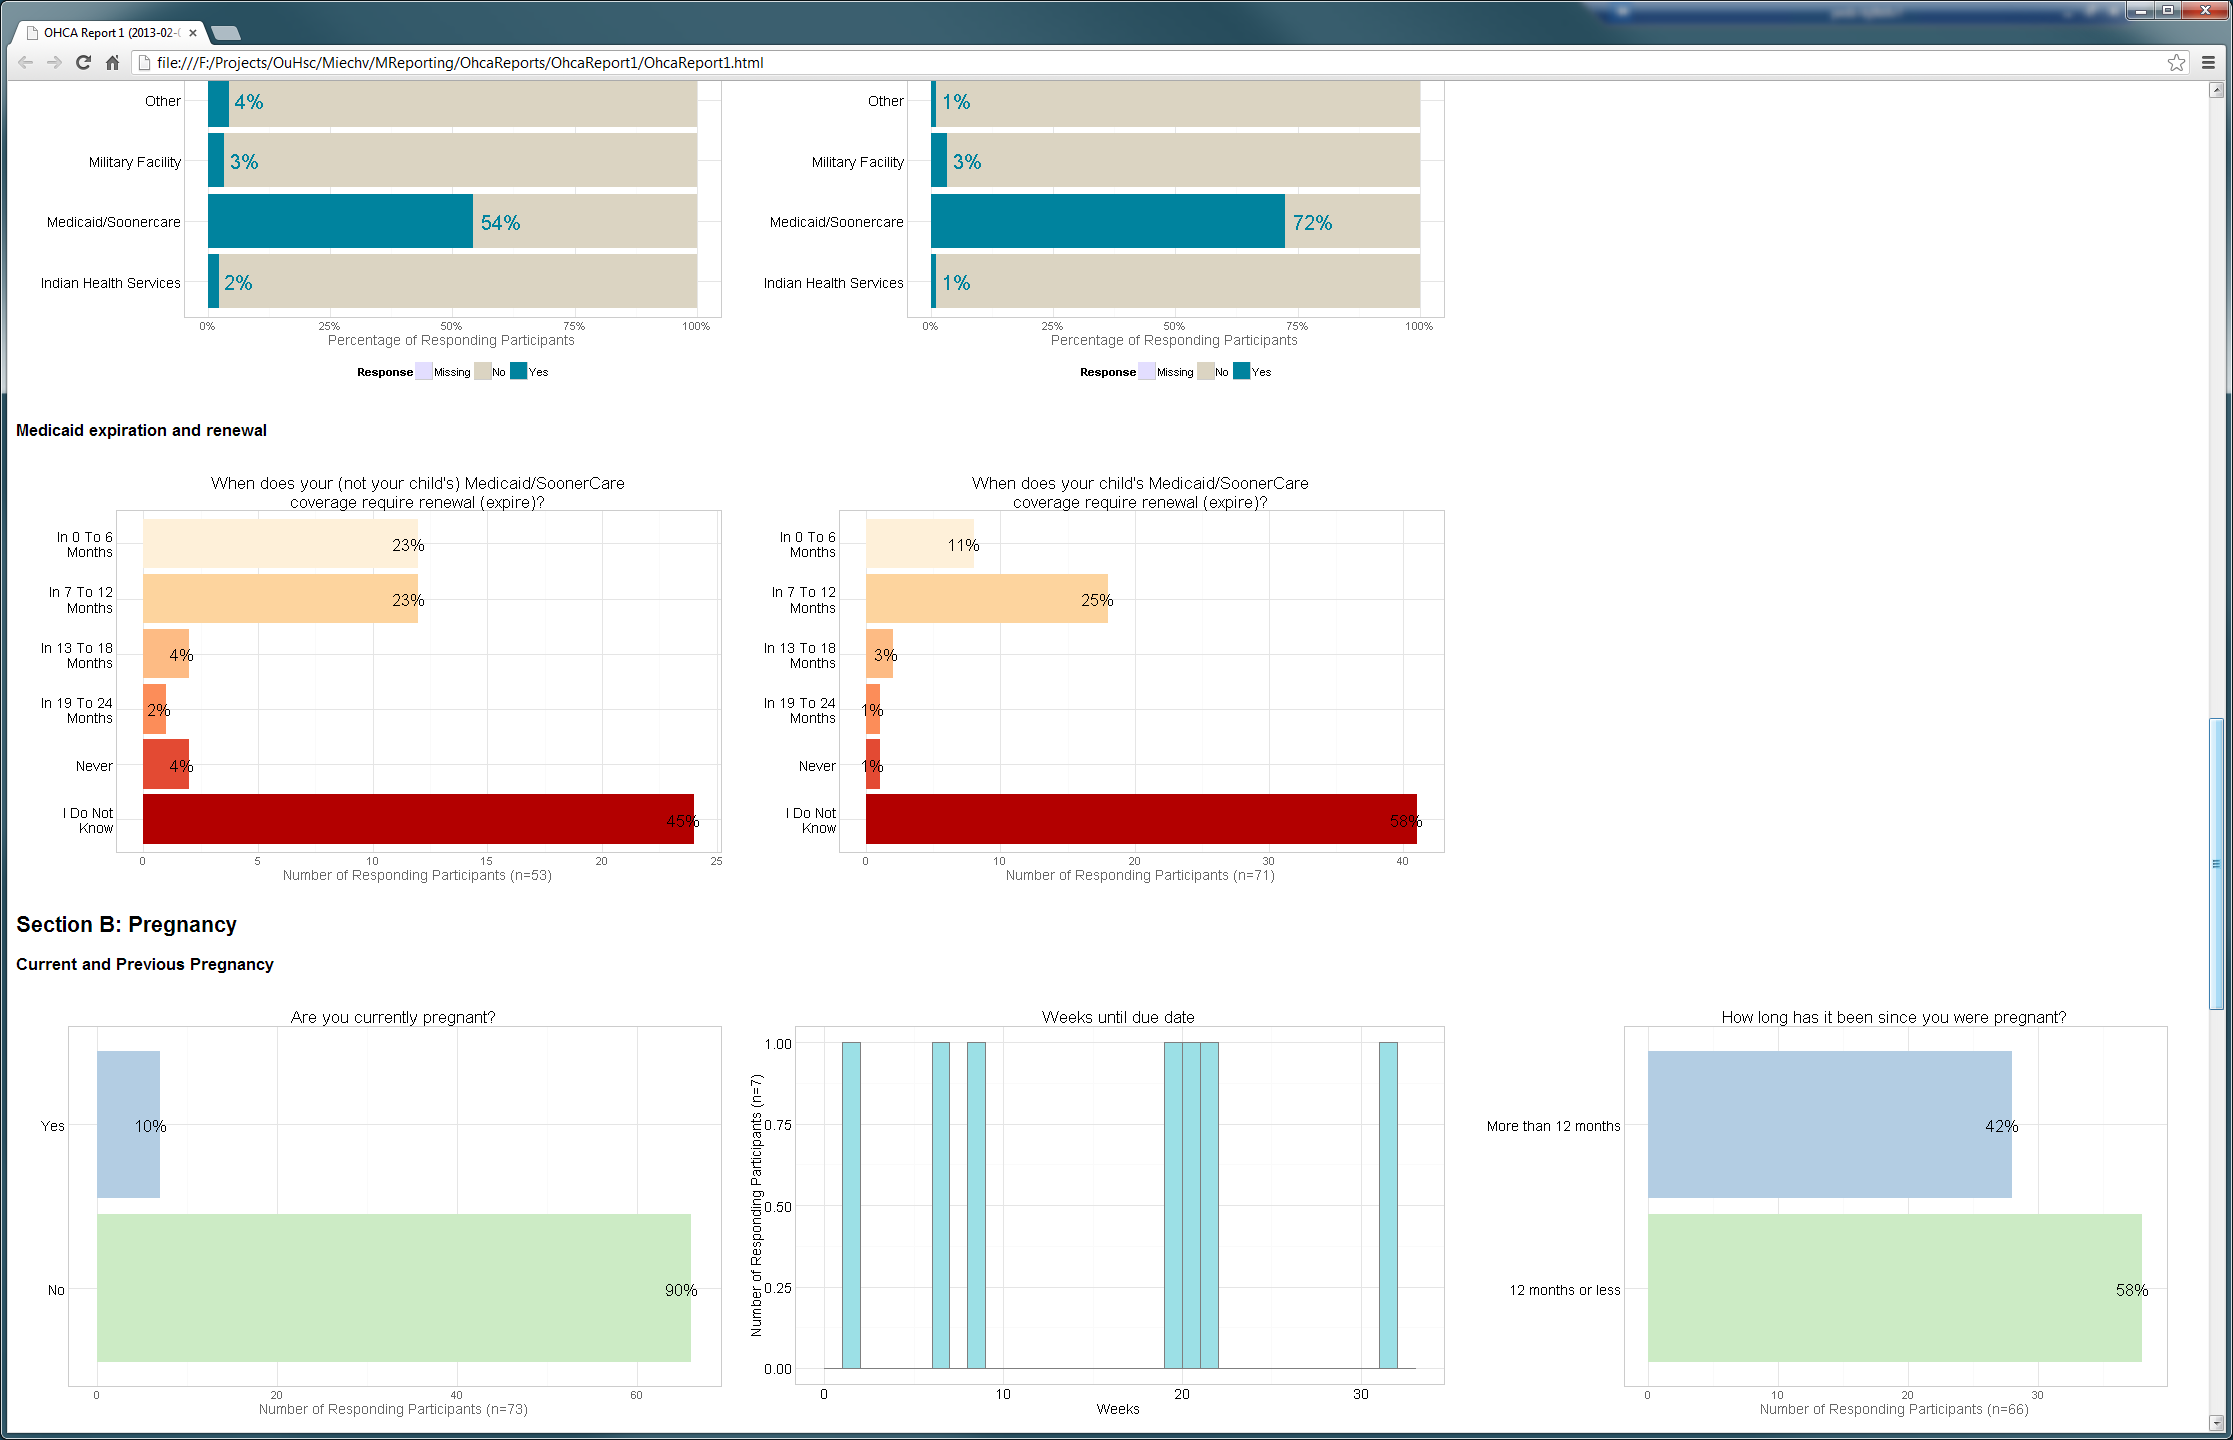 OHCA Report 1 (2013-02-0
file:///F:/Projects/OuHsc/Miechv/MReporting/OhcaReports/OhcaReport1/OhcaReport1.html
Other
4%
Military Facility
3%
Medicaid/Soonercare
54%
Indian Health Services
2%
0% 25% 50% 75% 100%
Percentage of Responding Participants
Response Missing No Yes
Other
1%
Military Facility
3%
Medicaid/Soonercare
72%
Indian Health Services
1%
0% 25% 50% 75% 100%
Percentage of Responding Participants
Response Missing No Yes
Medicaid expiration and renewal
When does your (not your child's) Medicaid/SoonerCare
coverage require renewal (expire)?
In 0 To 6
Months
23%
In 7 To 12
Months
23%
In 13 To 18
Months
4%
In 19 To 24
Months
2%
Never
4%
I Do Not
Know
45%
0 5 10 15 20 25
Number of Responding Participants (n=53)
When does your child's Medicaid/SoonerCare
coverage require renewal (expire)?
In 0 To 6
Months
11%
In 7 To 12
Months
25%
In 13 To 18
Months
3%
In 19 To 24
Months
1%
Never
1%
I Do Not
Know
58%
0 10 20 30 40
Number of Responding Participants (n=71)
Section B: Pregnancy
Current and Previous Pregnancy
Are you currently pregnant?
Yes
10%
No
90%
0 20 40 60
Number of Responding Participants (n=73)
Weeks until due date
Number of Responding Participants (n=7)
1.00
0.75
0.50
0.25
0.00
0 10 20 30
Weeks
How long has it been since you were pregnant?
More than 12 months
42%
12 months or less
58%
0 10 20 30
Number of Responding Participants (n=66)